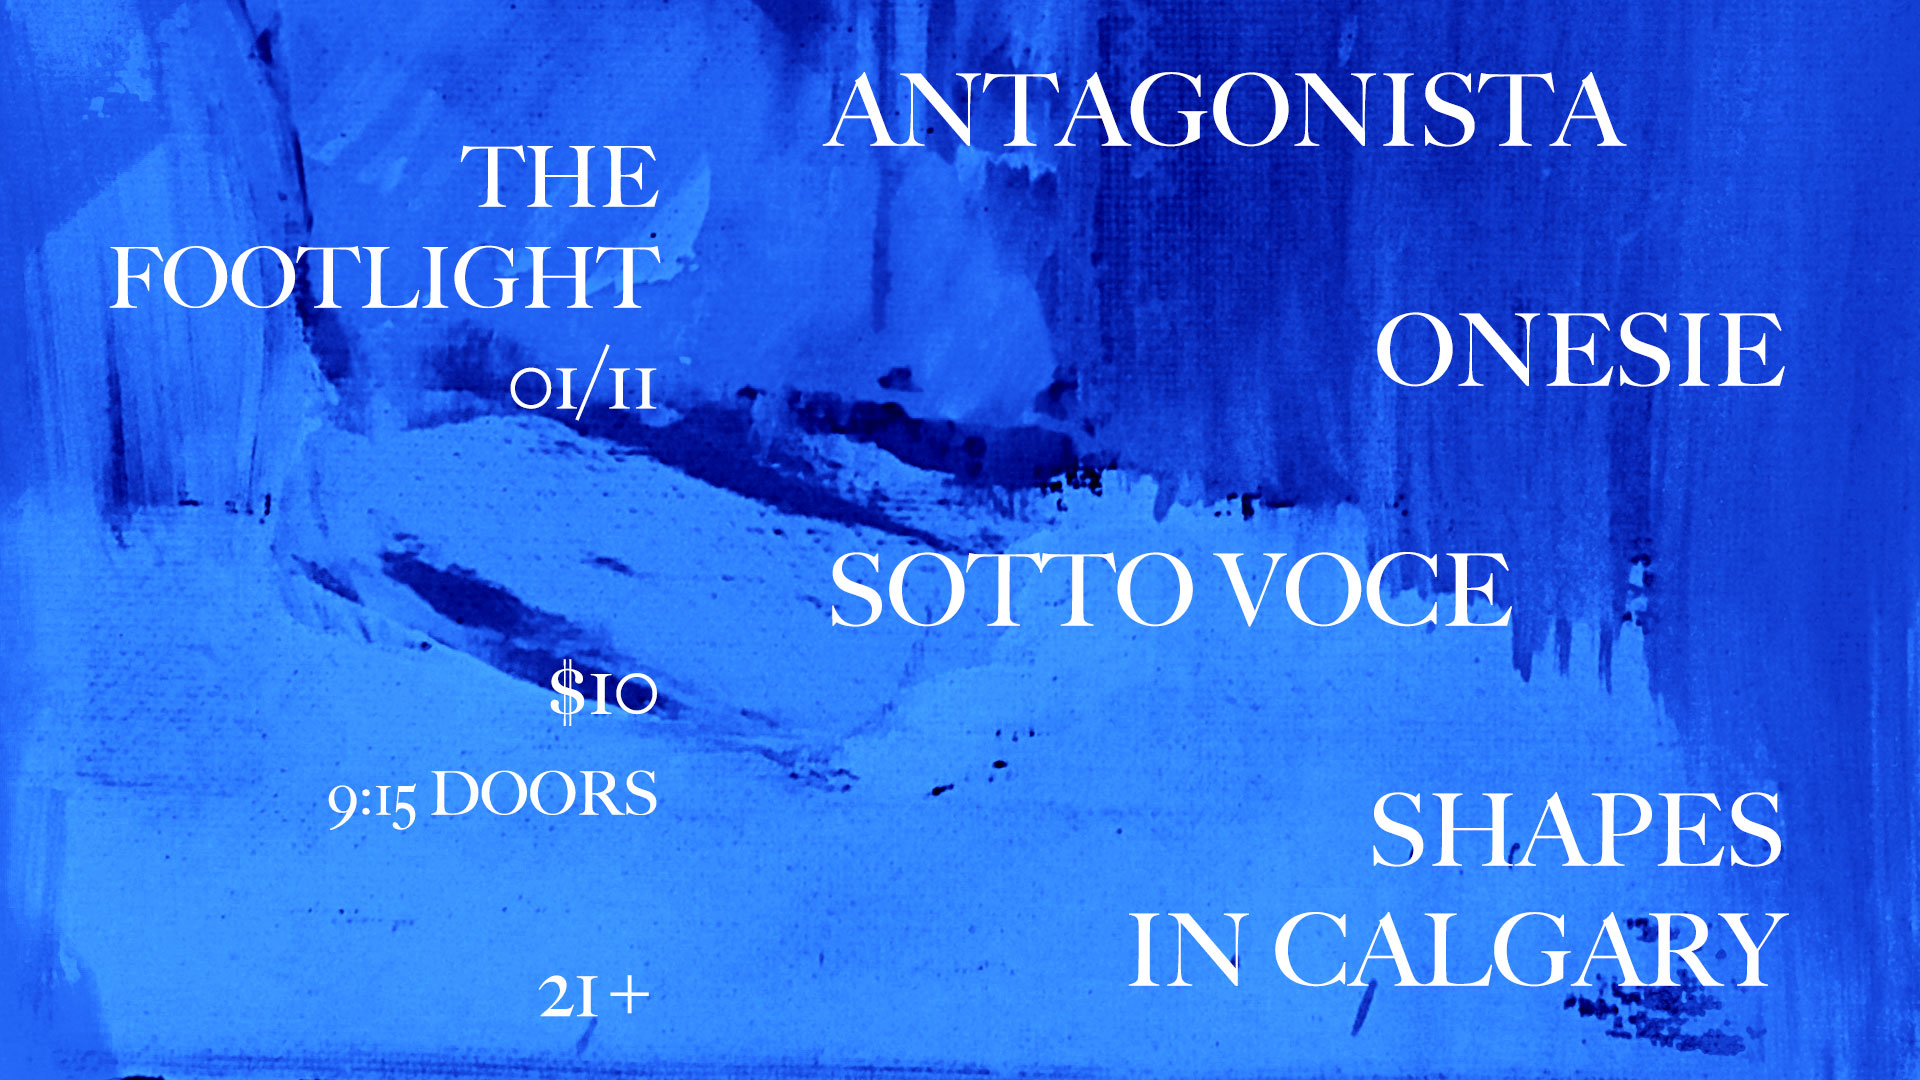 THE
FOOTLIGHT
01/11
$10
9:15 DOORS
21+
ANTAGONISTA
ONESIE
SOTTO VOCE
SHAPES
IN CALGARY